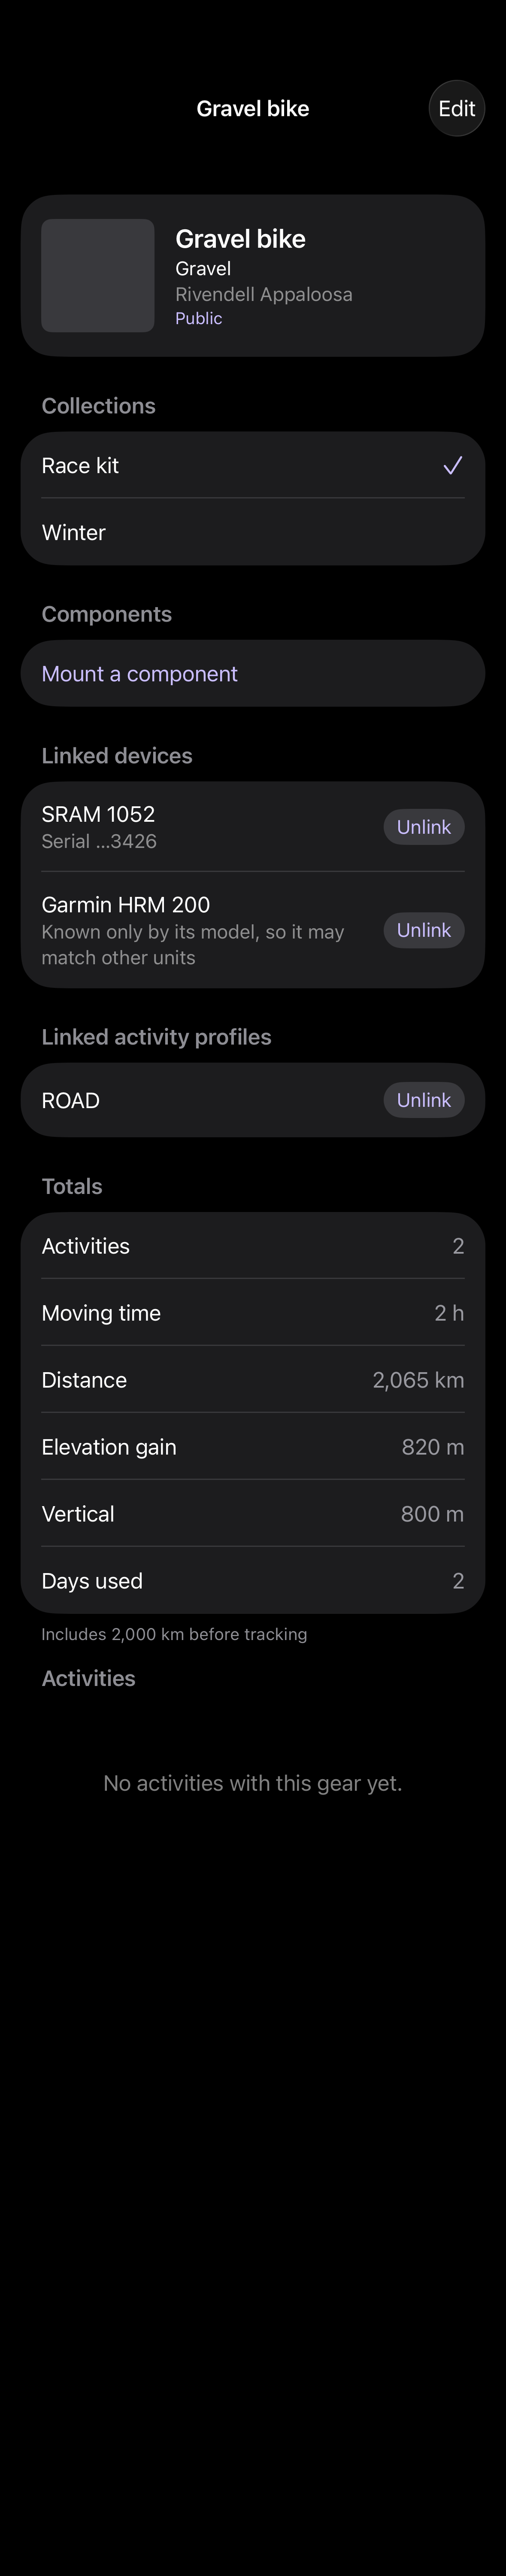 Gravel bike
Edit
Gravel bike
Gravel
Rivendell Appaloosa
Public
Collections
Race kit
Winter
Components
Mount a component
Linked devices
SRAM 1052
Serial ...3426
Unlink
Garmin HRM 200
Known only by its model, so it may
match other units
Unlink
Linked activity profiles
ROAD
Unlink
Totals
Activities 2
Moving time 2 h
Distance 2,065 km
Elevation gain 820 m
Vertical 800 m
Days used 2
Includes 2,000 km before tracking
Activities
No activities with this gear yet.